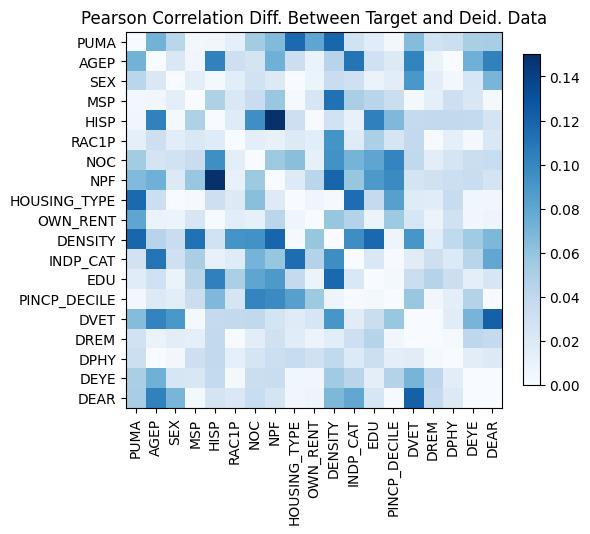 Pearson Correlation Diff. Between Target and Deid. Data
PUMA
AGEP
SEX
MSP
HISP
RAC1P
NOC
NPF
HOUSING_TYPE
OWN_RENT
DENSITY
INDP_CAT
EDU
PINCP_DECILE
DVET
DREM
DPHY
DEYE
DEAR
PUMA
AGEP
SEX
MSP
HISP
RAC1P
NOC
NPF
HOUSING_TYPE
OWN_RENT
DENSITY
INDP_CAT
EDU
PINCP_DECILE
DVET
DREM
DPHY
DEYE
DEAR
0.14
0.12
0.10
0.08
0.06
0.04
0.02
0.00